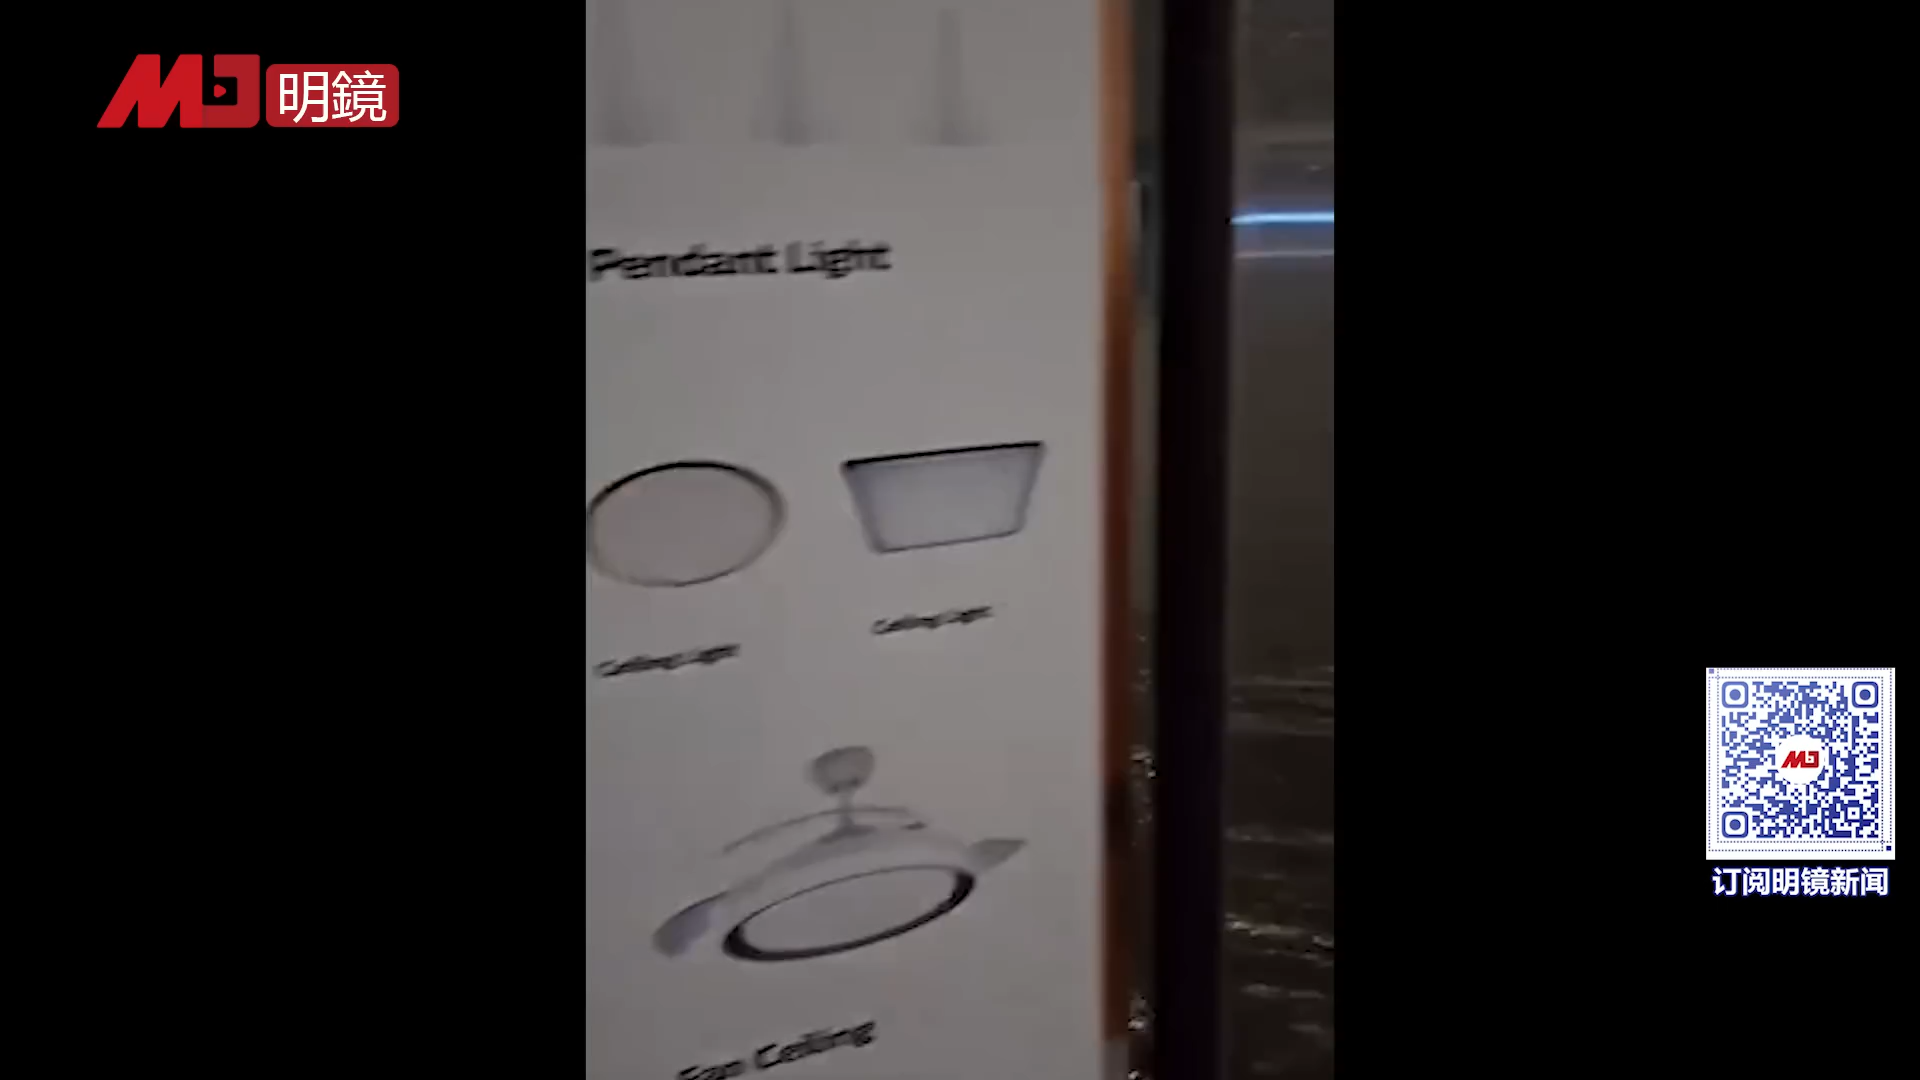 明鏡
Pendant Light
Ceiling Light
Ceiling Light
Fan Ceiling
订阅明镜新闻